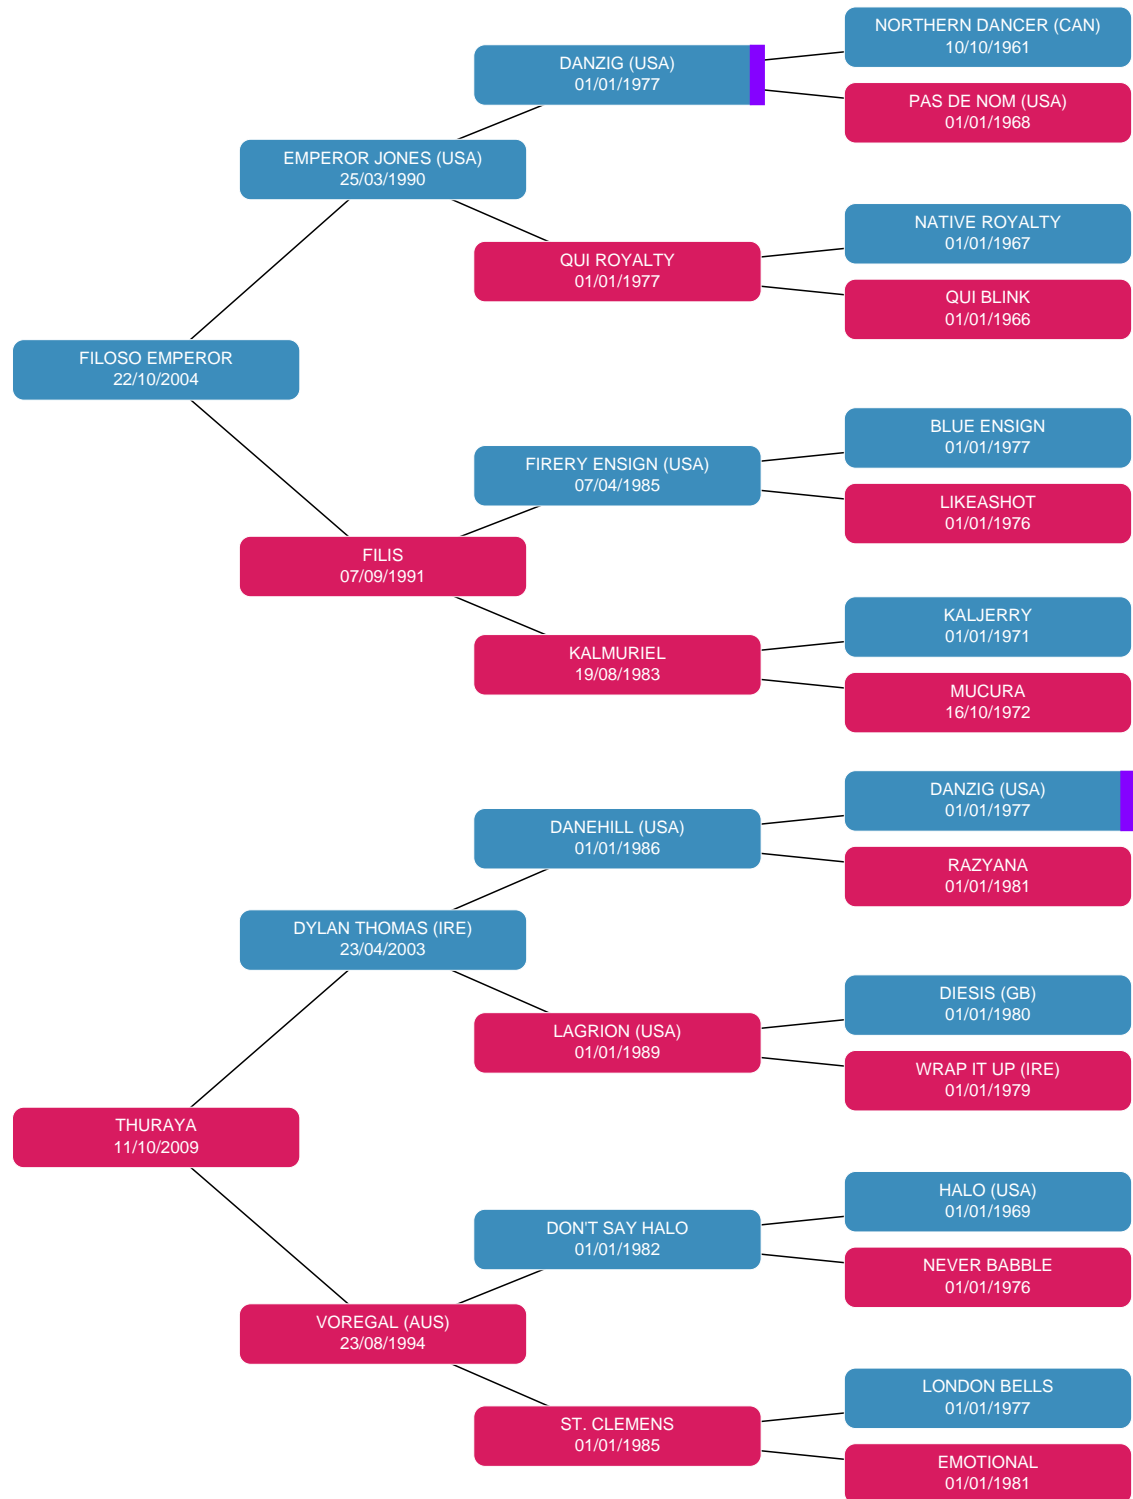 NORTHERN DANCER (CAN)
10/10/1961
DANZIG (USA)
01/01/1977
PAS DE NOM (USA)
01/01/1968
EMPEROR JONES (USA)
25/03/1990
NATIVE ROYALTY
01/01/1967
QUI ROYALTY
01/01/1977
QUI BLINK
01/01/1966
FILOSO EMPEROR
22/10/2004
BLUE ENSIGN
01/01/1977
FIRERY ENSIGN (USA)
07/04/1985
LIKEASHOT
01/01/1976
FILIS
07/09/1991
KALJERRY
01/01/1971
KALMURIEL
19/08/1983
MUCURA
16/10/1972
DANZIG (USA)
01/01/1977
DANEHILL (USA)
01/01/1986
RAZYANA
01/01/1981
DYLAN THOMAS (IRE)
23/04/2003
DIESIS (GB)
01/01/1980
LAGRION (USA)
01/01/1989
WRAP IT UP (IRE)
01/01/1979
THURAYA
11/10/2009
HALO (USA)
01/01/1969
DON'T SAY HALO
01/01/1982
NEVER BABBLE
01/01/1976
VOREGAL (AUS)
23/08/1994
LONDON BELLS
01/01/1977
ST. CLEMENS
01/01/1985
EMOTIONAL
01/01/1981